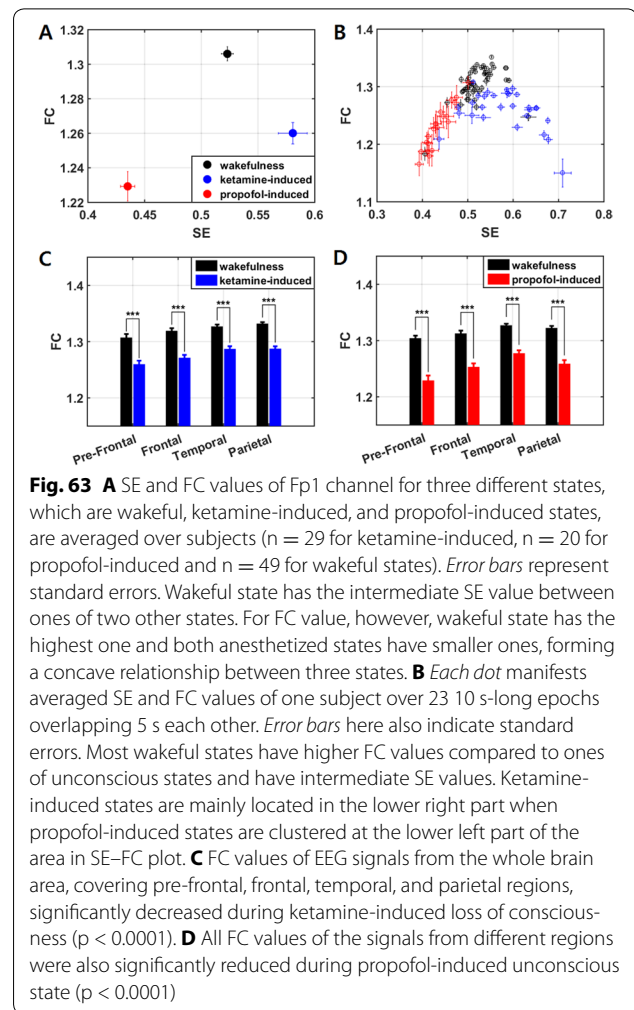 A
B
FC
1.32
1.3
1.28
1.26
1.24
1.22
0.4
0.45
0.5
0.55
0.6
SE
wakefulness
ketamine-induced
propofol-induced
FC
1.4
1.3
1.2
1.1
0.3
0.4
0.5
0.6
0.7
0.8
SE
C
D
FC
1.4
1.3
1.2
wakefulness
ketamine-induced
***
***
***
***
Pre-Frontal
Frontal
Temporal
Parietal
FC
1.4
1.3
1.2
wakefulness
propofol-induced
***
***
***
***
Pre-Frontal
Frontal
Temporal
Parietal
Fig. 63 A SE and FC values of Fp1 channel for three different states,
which are wakeful, ketamine-induced, and propofol-induced states,
are averaged over subjects (n = 29 for ketamine-induced, n = 20 for
propofol-induced and n = 49 for wakeful states). Error bars represent
standard errors. Wakeful state has the intermediate SE value between
ones of two other states. For FC value, however, wakeful state has the
highest one and both anesthetized states have smaller ones, forming
a concave relationship between three states. B Each dot manifests
averaged SE and FC values of one subject over 23 10 s-long epochs
overlapping 5 s each other. Error bars here also indicate standard
errors. Most wakeful states have higher FC values compared to ones
of unconscious states and have intermediate SE values. Ketamine-
induced states are mainly located in the lower right part when
propofol-induced states are clustered at the lower left part of the
area in SE–FC plot. C FC values of EEG signals from the whole brain
area, covering pre-frontal, frontal, temporal, and parietal regions,
significantly decreased during ketamine-induced loss of conscious-
ness (p < 0.0001). D All FC values of the signals from different regions
were also significantly reduced during propofol-induced unconscious
state (p < 0.0001)